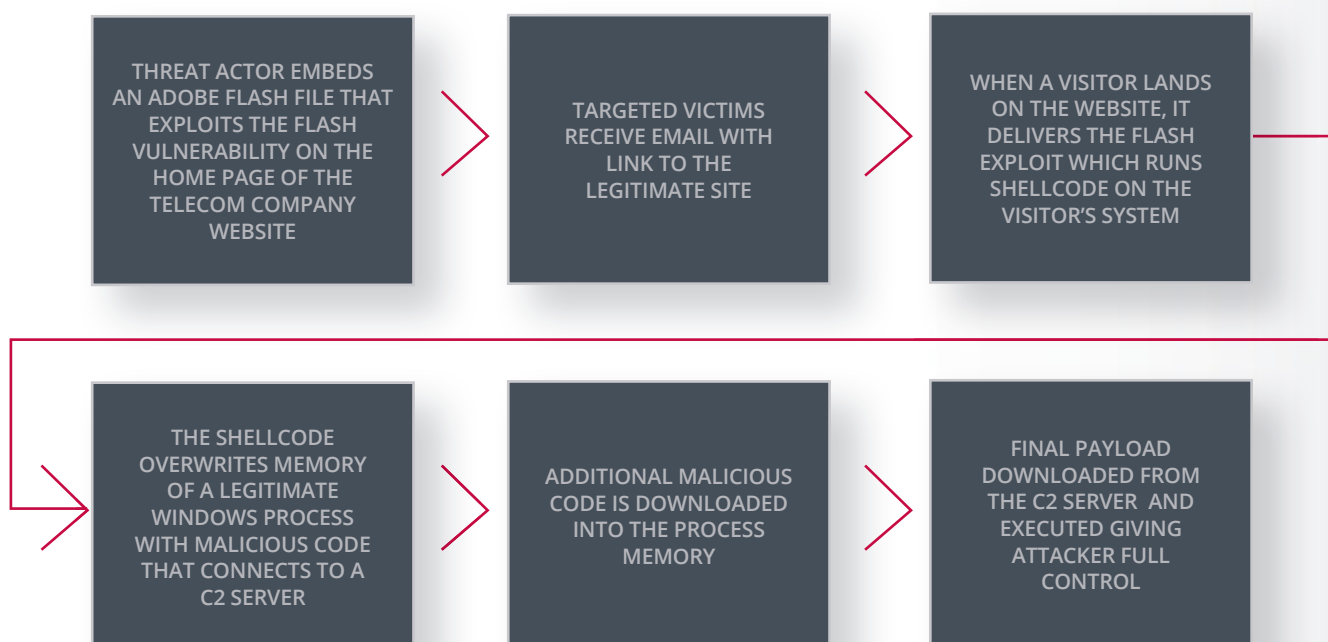 THREAT ACTOR EMBEDS
AN ADOBE FLASH FILE THAT
EXPLOITS THE FLASH
VULNERABILITY ON THE
HOME PAGE OF THE
TELECOM COMPANY
WEBSITE
TARGETED VICTIMS
RECEIVE EMAIL WITH
LINK TO THE
LEGITIMATE SITE
WHEN A VISITOR LANDS
ON THE WEBSITE, IT
DELIVERS THE FLASH
EXPLOIT WHICH RUNS
SHELLCODE ON THE
VISITOR’S SYSTEM
THE SHELLCODE
OVERWRITES MEMORY
OF A LEGITIMATE
WINDOWS PROCESS
WITH MALICIOUS CODE
THAT CONNECTS TO A
C2 SERVER
ADDITIONAL MALICIOUS
CODE IS DOWNLOADED
INTO THE PROCESS
MEMORY
FINAL PAYLOAD
DOWNLOADED FROM
THE C2 SERVER AND
EXECUTED GIVING
ATTACKER FULL
CONTROL